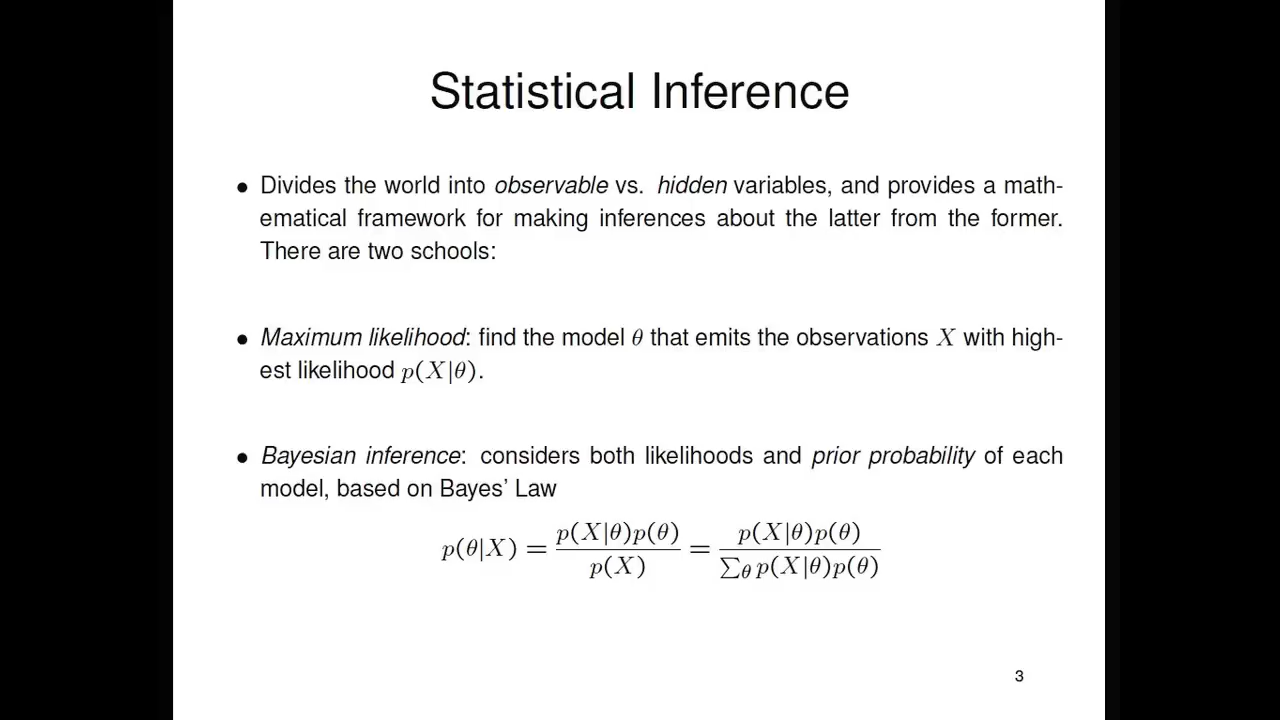 Statistical Inference
• Divides the world into observable vs. hidden variables, and provides a math-
ematical framework for making inferences about the latter from the former.
There are two schools:
• Maximum likelihood: find the model θ that emits the observations X with high-
est likelihood p(X|θ).
• Bayesian inference: considers both likelihoods and prior probability of each
model, based on Bayes' Law
p(θ|X) = p(X|θ)p(θ) / p(X) = p(X|θ)p(θ) / ∑θ p(X|θ)p(θ)
3